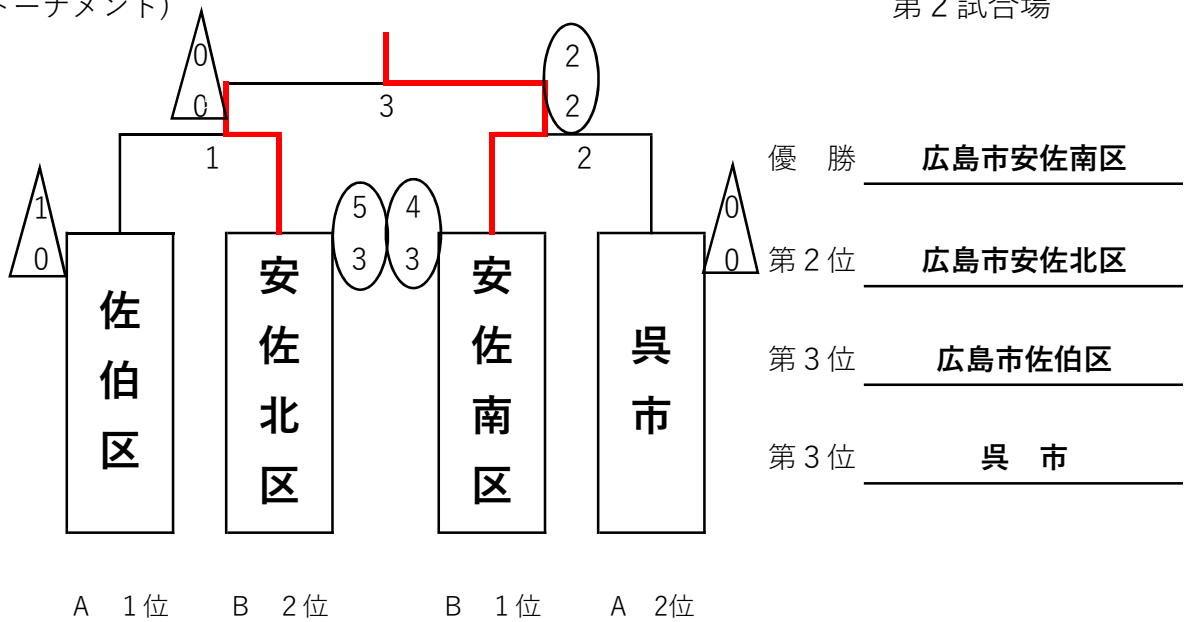 トーナメント)
第2試合場
0
0
3
2
2
1
2
1
0
5
3
4
3
0
0
佐伯区
安佐北区
安佐南区
呉市
優 勝 広島市安佐南区
第2位 広島市安佐北区
第3位 広島市佐伯区
第3位 呉 市
A 1位 B 2位 B 1位 A 2位